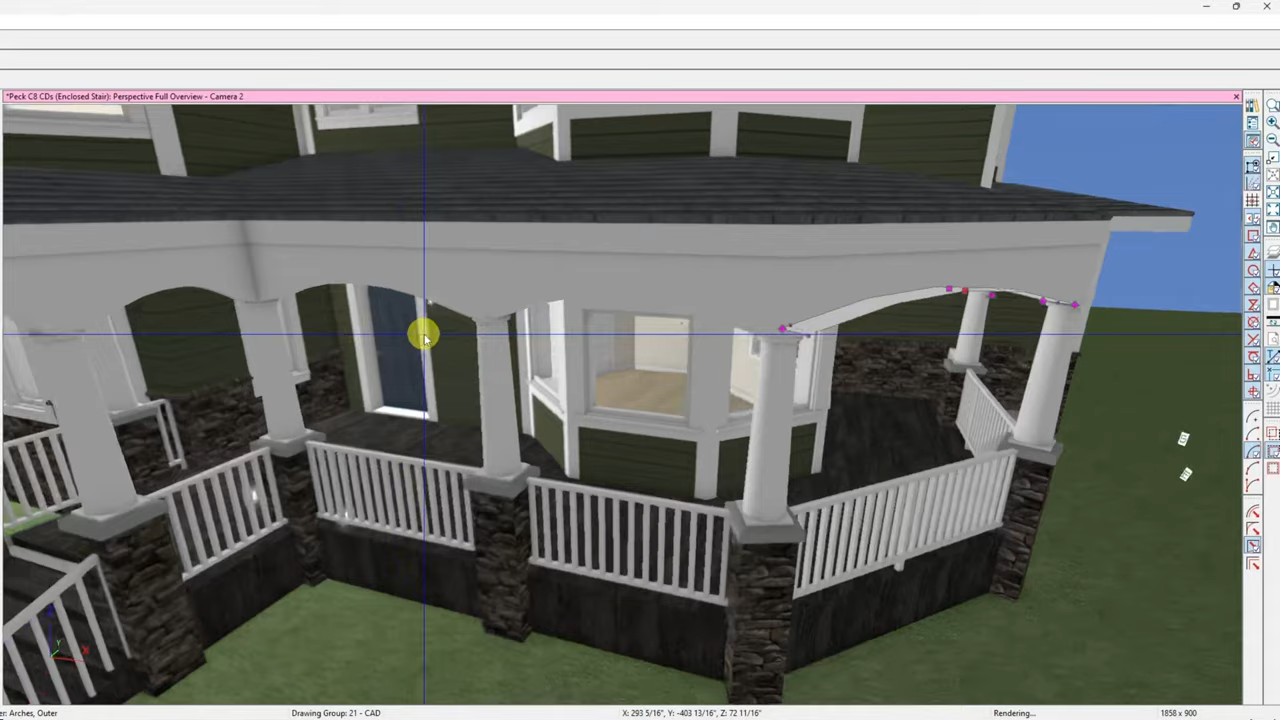 *Peck C8 CDs (Enclosed Stair): Perspective Full Overview - Camera 2
er: Arches, Outer
Drawing Group: 21 - CAD
X: 293 5/16", Y: -403 13/16", Z: 72 11/16"
Rendering...
1858 x 900